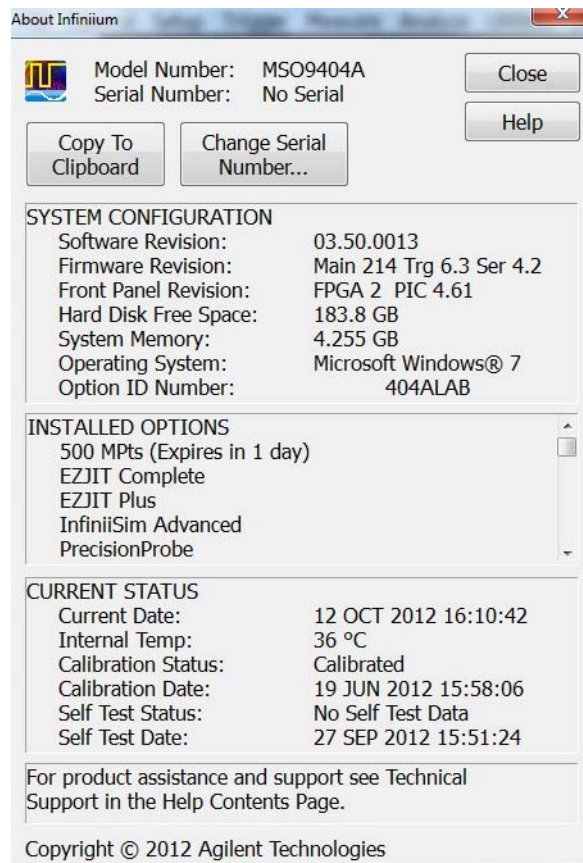 About Infiniium
Model Number: MSO9404A
Serial Number: No Serial
Close
Help
Copy To
Clipboard
Change Serial
Number...
SYSTEM CONFIGURATION
Software Revision: 03.50.0013
Firmware Revision: Main 214 Trg 6.3 Ser 4.2
Front Panel Revision: FPGA 2 PIC 4.61
Hard Disk Free Space: 183.8 GB
System Memory: 4.255 GB
Operating System: Microsoft Windows® 7
Option ID Number: 404ALAB
INSTALLED OPTIONS
500 MPts (Expires in 1 day)
EZJIT Complete
EZJIT Plus
InfiniiSim Advanced
PrecisionProbe
CURRENT STATUS
Current Date: 12 OCT 2012 16:10:42
Internal Temp: 36 °C
Calibration Status: Calibrated
Calibration Date: 19 JUN 2012 15:58:06
Self Test Status: No Self Test Data
Self Test Date: 27 SEP 2012 15:51:24
For product assistance and support see Technical
Support in the Help Contents Page.
Copyright © 2012 Agilent Technologies